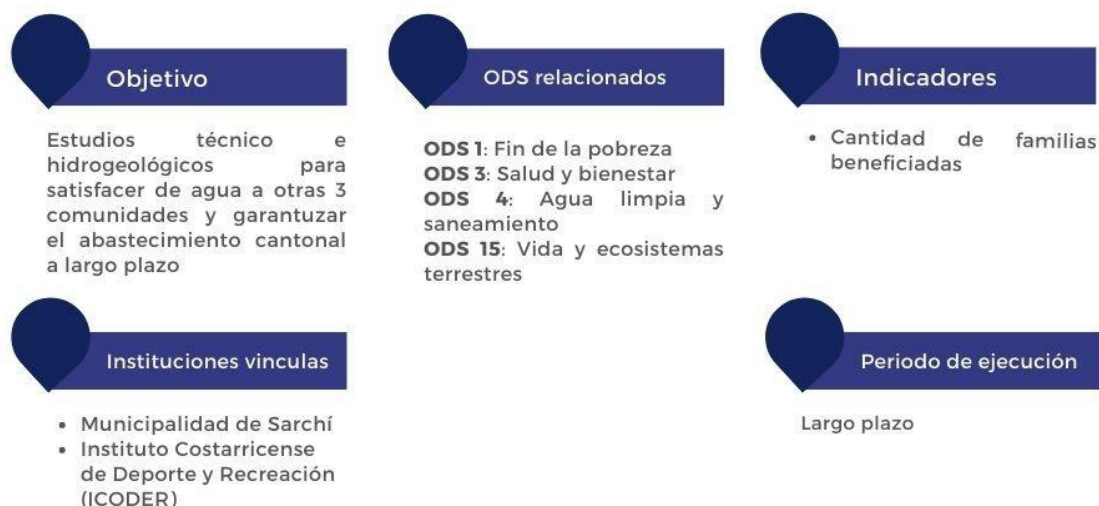 Objetivo
Estudios técnico e
hidrogeológicos para
satisfacer de agua a otras 3
comunidades y garantuzar
el abastecimiento cantonal
a largo plazo
ODS relacionados
ODS 1: Fin de la pobreza
ODS 3: Salud y bienestar
ODS 4: Agua limpia y
saneamiento
ODS 15: Vida y ecosistemas
terrestres
Indicadores
• Cantidad de familias
beneficiadas
Instituciones vinculas
• Municipalidad de Sarchí
• Instituto Costarricense
de Deporte y Recreación
(ICODER)
Periodo de ejecución
Largo plazo